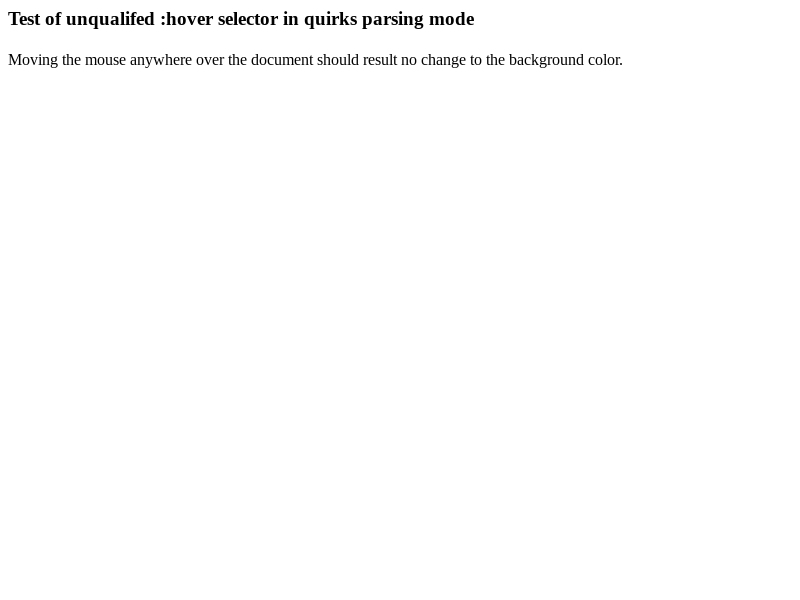 Test of unqualifed :hover selector in quirks parsing mode
Moving the mouse anywhere over the document should result no change to the background color.